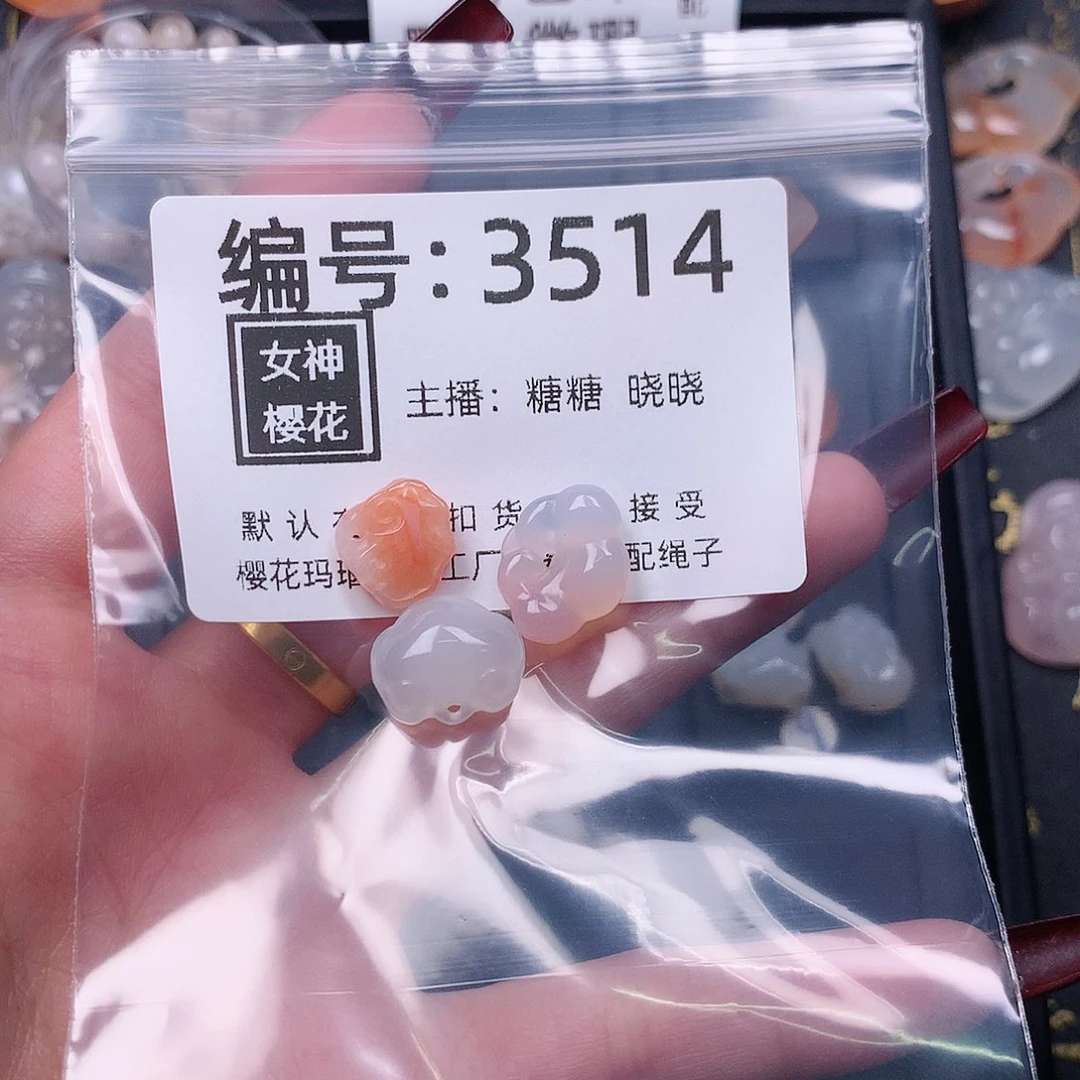 编号：3514
女神
樱花
主播：糖糖 晓晓
默认 扣货 接受
樱花玛瑙 工厂 配绳子